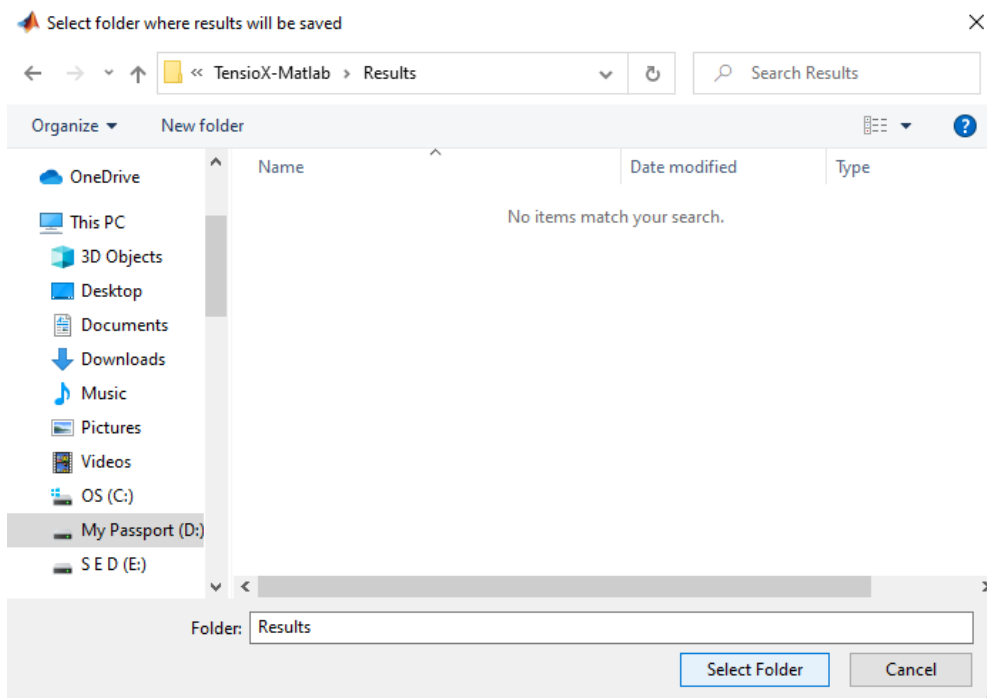 Select folder where results will be saved
« TensioX-Matlab › Results
Search Results
Organize
New folder
Name
Date modified
Type
No items match your search.
OneDrive
This PC
3D Objects
Desktop
Documents
Downloads
Music
Pictures
Videos
OS (C:)
My Passport (D:)
S E D (E:)
Folder: Results
Select Folder
Cancel